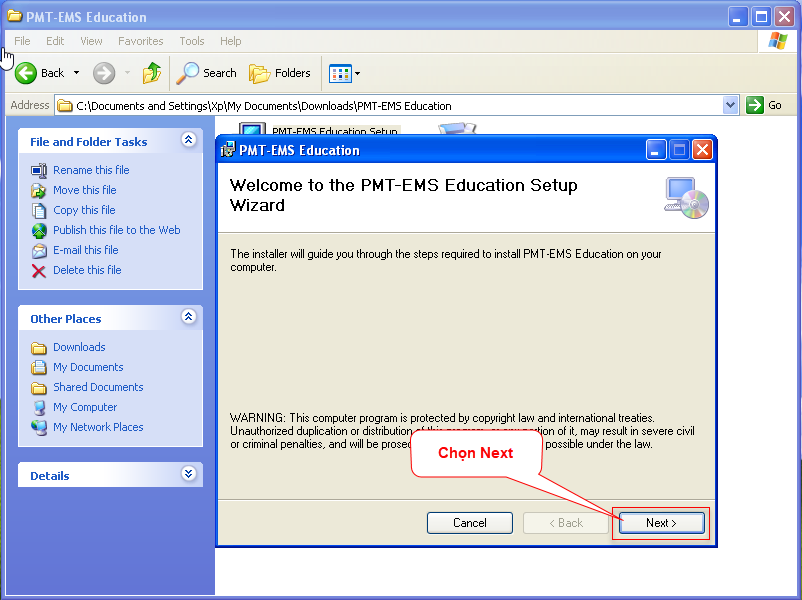 PMT-EMS Education
File Edit View Favorites Tools Help
Back Search Folders
Address C:\Documents and Settings\Xp\My Documents\Downloads\PMT-EMS Education Go
File and Folder Tasks
Rename this file
Move this file
Copy this file
Publish this file to the Web
E-mail this file
Delete this file
Other Places
Downloads
My Documents
Shared Documents
My Computer
My Network Places
Details
PMT-EMS Education Setup
PMT-EMS Education
Welcome to the PMT-EMS Education Setup
Wizard
The installer will guide you through the steps required to install PMT-EMS Education on your
computer.
WARNING: This computer program is protected by copyright law and international treaties.
Unauthorized duplication or distribution of it, may result in severe civil
or criminal penalties, and will be possible under the law.
Chọn Next
Cancel < Back Next >